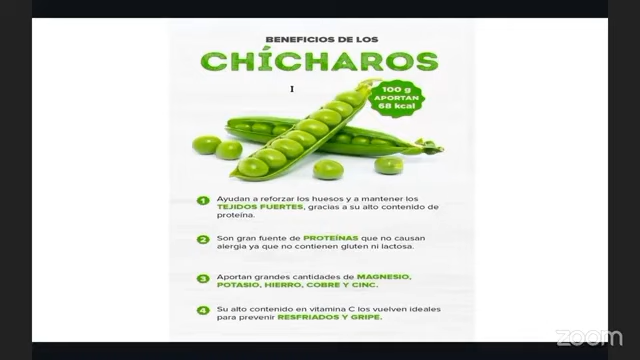 BENEFICIOS DE LOS
CHÍCHAROS
100 g
APORTAN
68 kcal
1 Ayudan a reforzar los huesos y a mantener los
TEJIDOS FUERTES, gracias a su alto contenido de
proteína.
2 Son gran fuente de PROTEÍNAS que no causan
alergia ya que no contienen gluten ni lactosa.
3 Aportan grandes cantidades de MAGNESIO,
POTASIO, HIERRO, COBRE Y CINC.
4 Su alto contenido en vitamina C los vuelven ideales
para prevenir RESFRIADOS Y GRIPE.
zoom